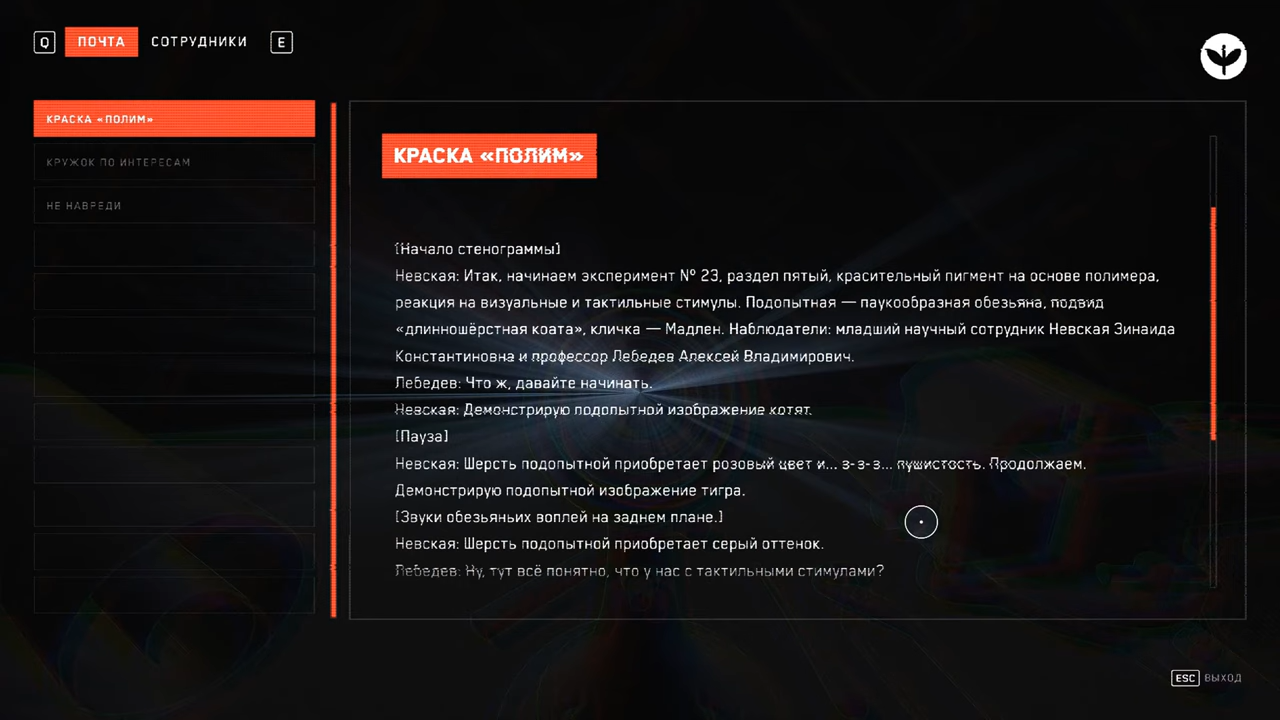 Q ПОЧТА СОТРУДНИКИ E
КРАСКА «ПОЛИМ»
КРУЖОК ПО ИНТЕРЕСАМ
НЕ НАВРЕДИ
КРАСКА «ПОЛИМ»
[Начало стенограммы]
Невская: Итак, начинаем эксперимент № 23, раздел пятый, красительный пигмент на основе полимера,
реакция на визуальные и тактильные стимулы. Подопытная — паукообразная обезьяна, подвид
«длинношёрстная коата», кличка — Мадлен. Наблюдатели: младший научный сотрудник Невская Зинаида
Константиновна и профессор Лебедев Алексей Владимирович.
Лебедев: Что ж, давайте начинать.
Невская: Демонстрирую подопытной изображение котят.
[Пауза]
Невская: Шерсть подопытной приобретает розовый цвет и... з-з-з... пушистость. Продолжаем.
Демонстрирую подопытной изображение тигра.
[Звуки обезьяньих воплей на заднем плане.]
Невская: Шерсть подопытной приобретает серый оттенок.
Лебедев: Ну, тут всё понятно, что у нас с тактильными стимулами?
ESC ВЫХОД